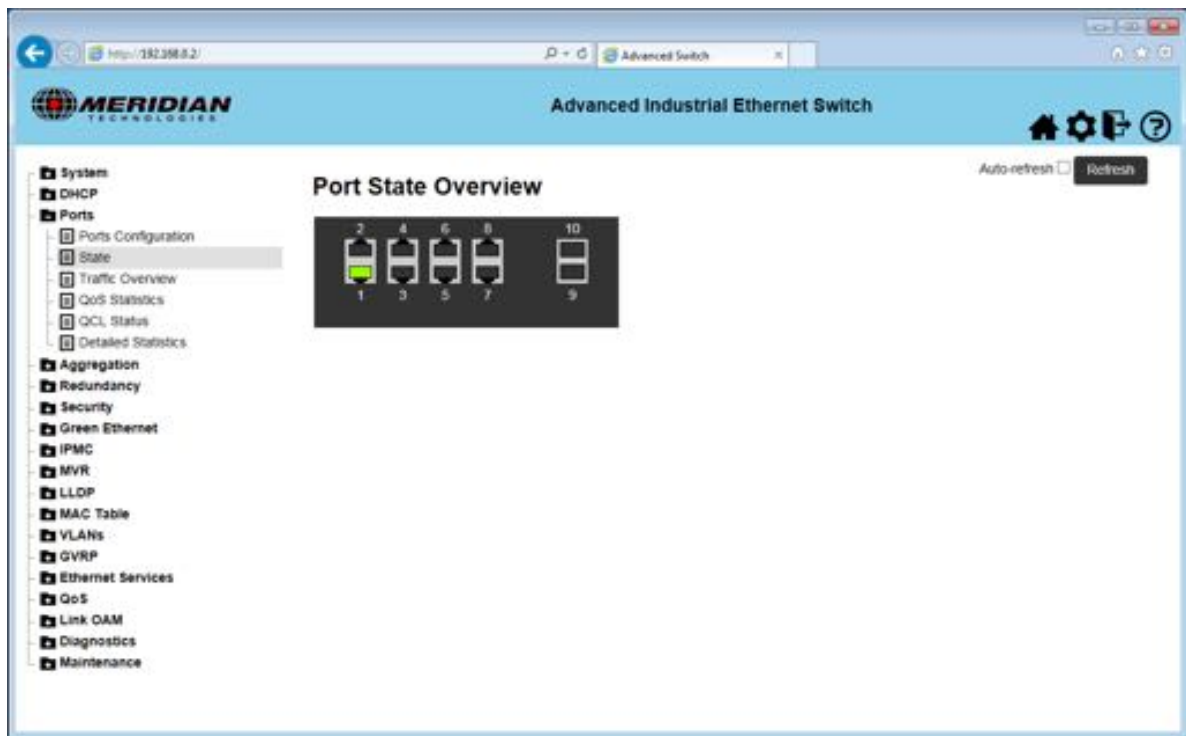 http://192.168.0.2/
Advanced Switch
MERIDIAN
TECHNOLOGIES
Advanced Industrial Ethernet Switch
Auto-refresh
Refresh
System
DHCP
Ports
Ports Configuration
State
Traffic Overview
QoS Statistics
QCL Status
Detailed Statistics
Aggregation
Redundancy
Security
Green Ethernet
IPMC
MVR
LLDP
MAC Table
VLANs
GVRP
Ethernet Services
QoS
Link OAM
Diagnostics
Maintenance
Port State Overview
2 4 6 8 10
1 3 5 7 9